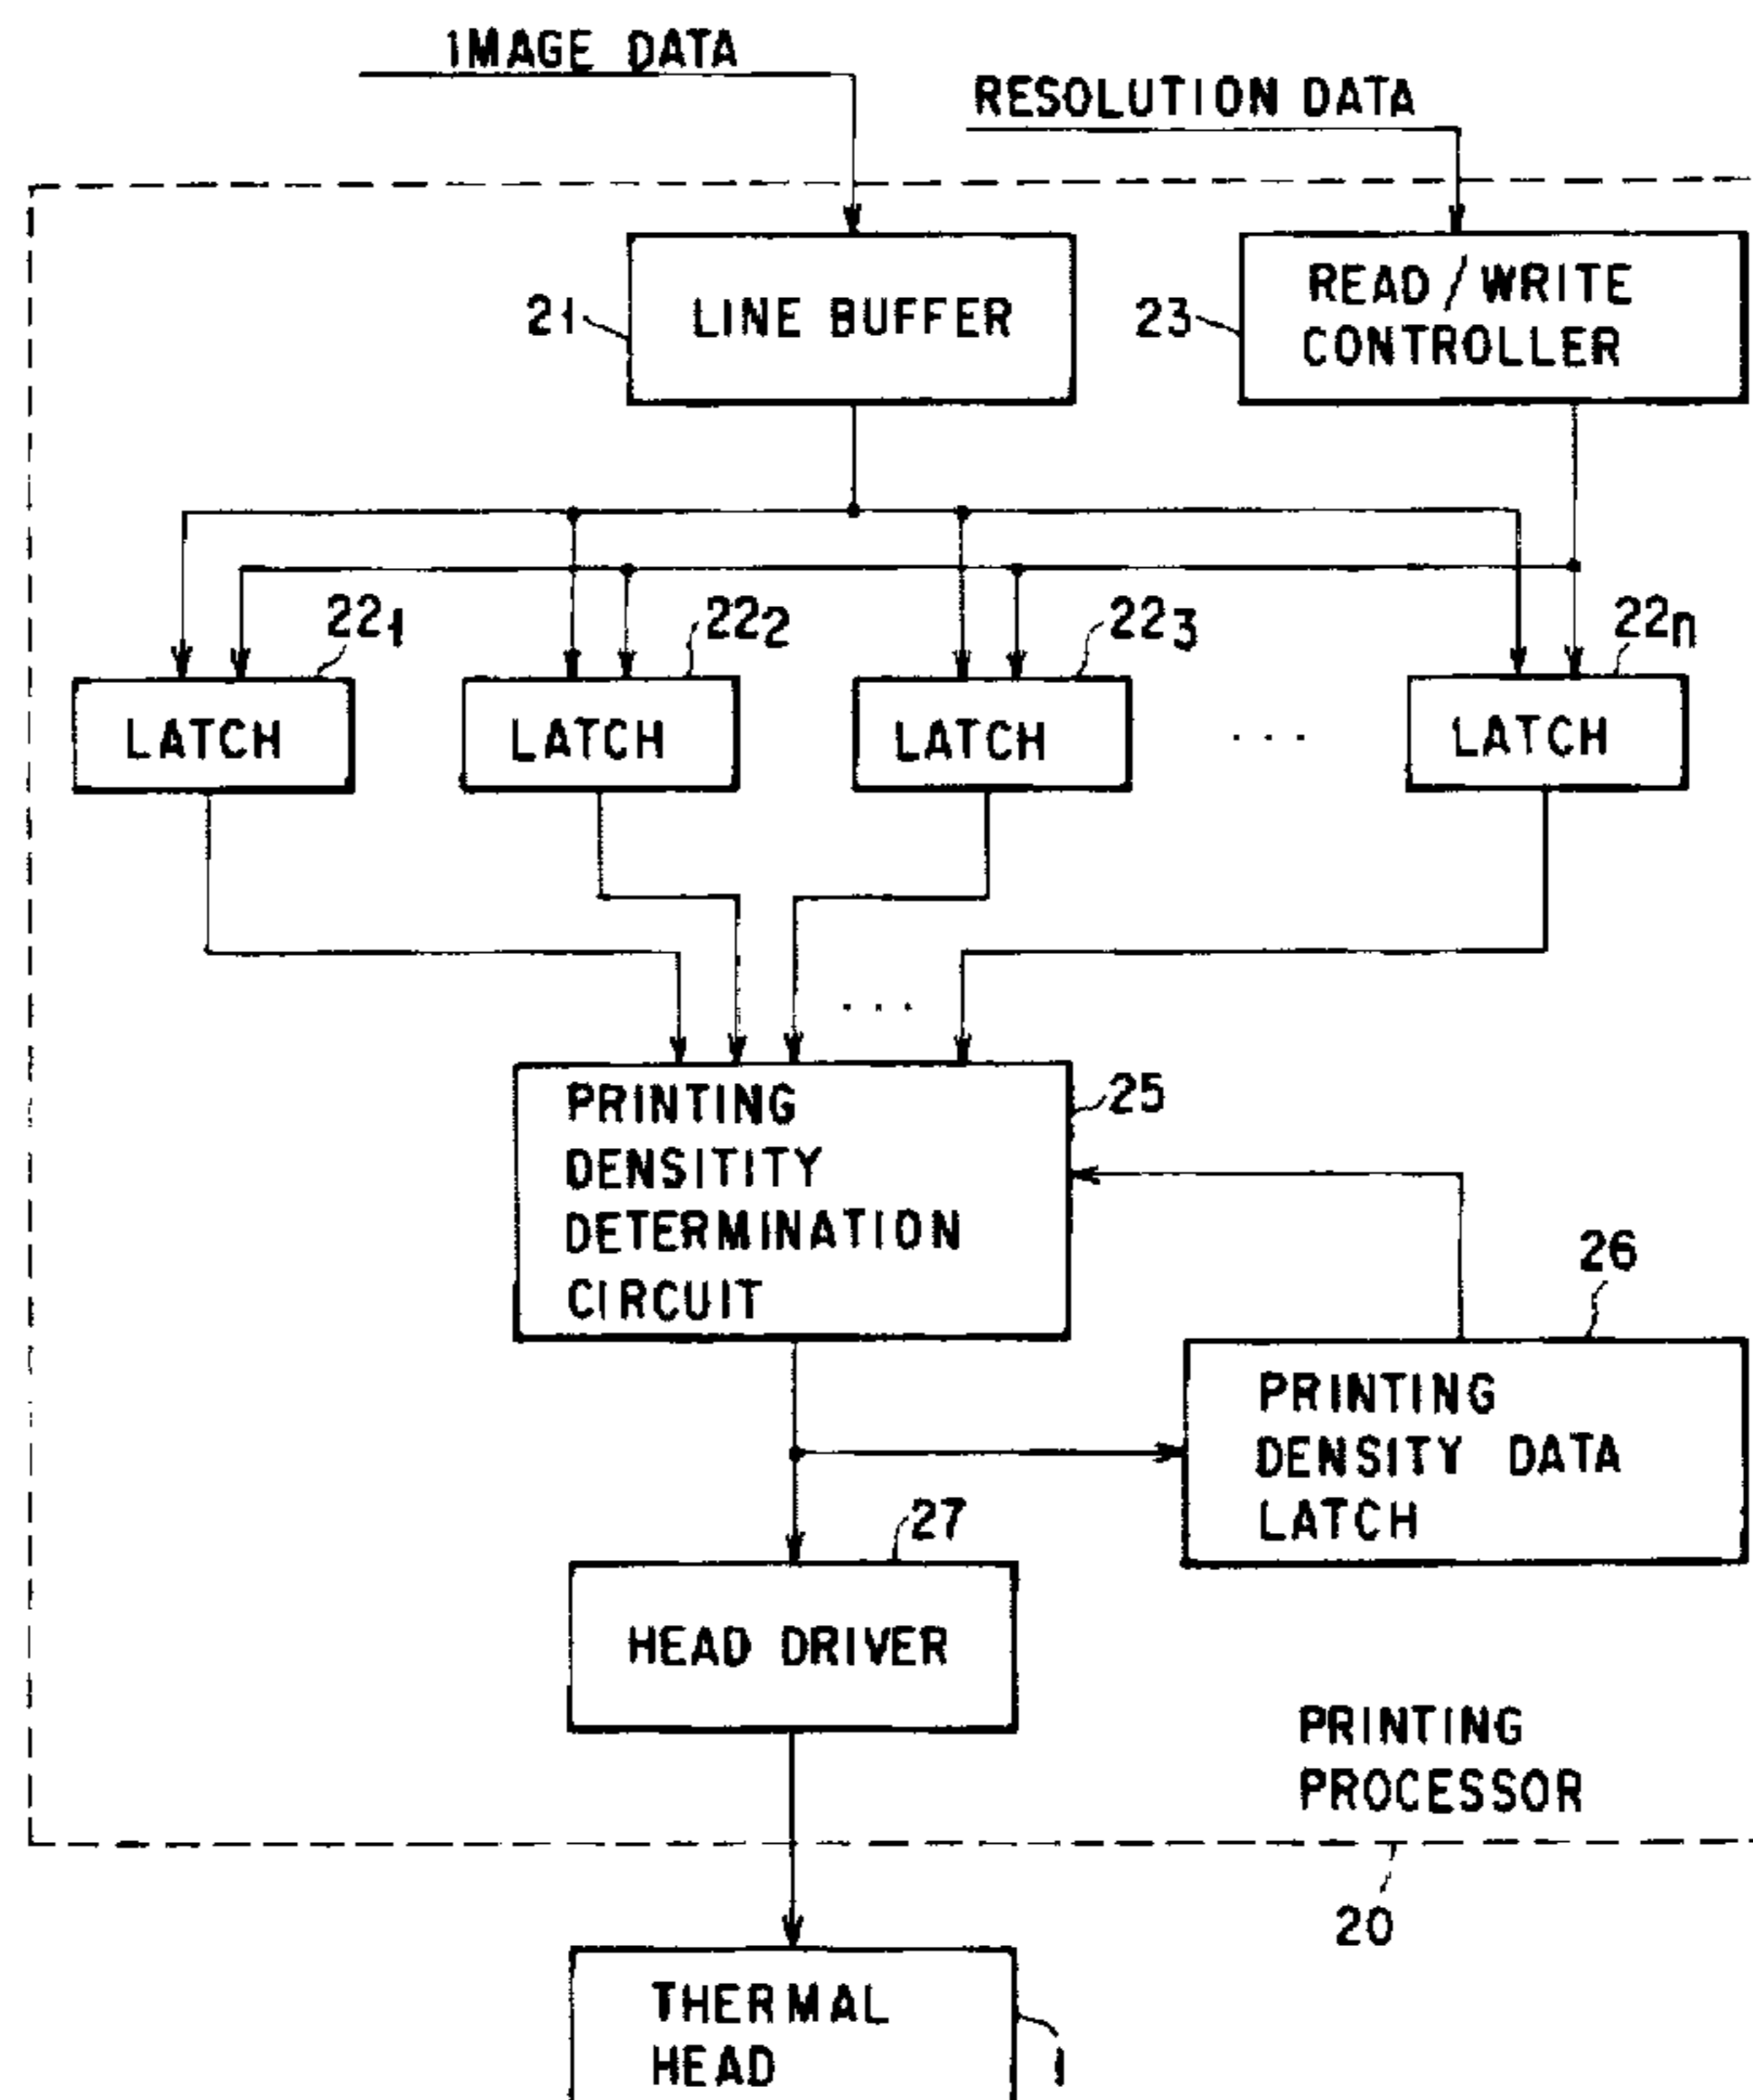 IMAGE DATA
RESOLUTION DATA
21
LINE BUFFER
23
READ/WRITE
CONTROLLER
22₁
22₂
22₃
22n
LATCH
LATCH
LATCH
...
LATCH
...
PRINTING
DENSITITY
DETERMINATION
CIRCUIT
25
26
PRINTING
DENSITY DATA
LATCH
27
HEAD DRIVER
PRINTING
PROCESSOR
20
THERMAL
HEAD
1